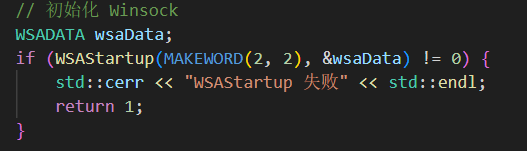 // 初始化 Winsock
WSADATA wsaData;
if (WSAStartup(MAKEWORD(2, 2), &wsaData) != 0) {
    std::cerr << "WSAStartup 失败" << std::endl;
    return 1;
}